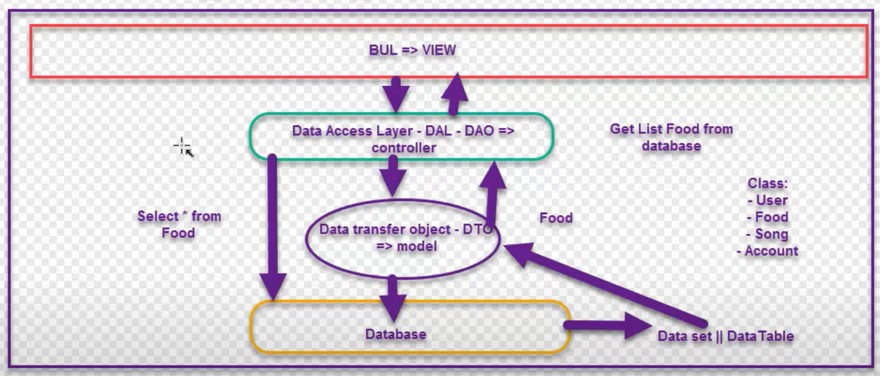 BUL => VIEW
Data Access Layer - DAL - DAO =>
controller
Get List Food from
database
Class:
- User
- Food
- Song
- Account
Select * from
Food
Data transfer object - DTO
=> model
Food
Database
Data set || DataTable